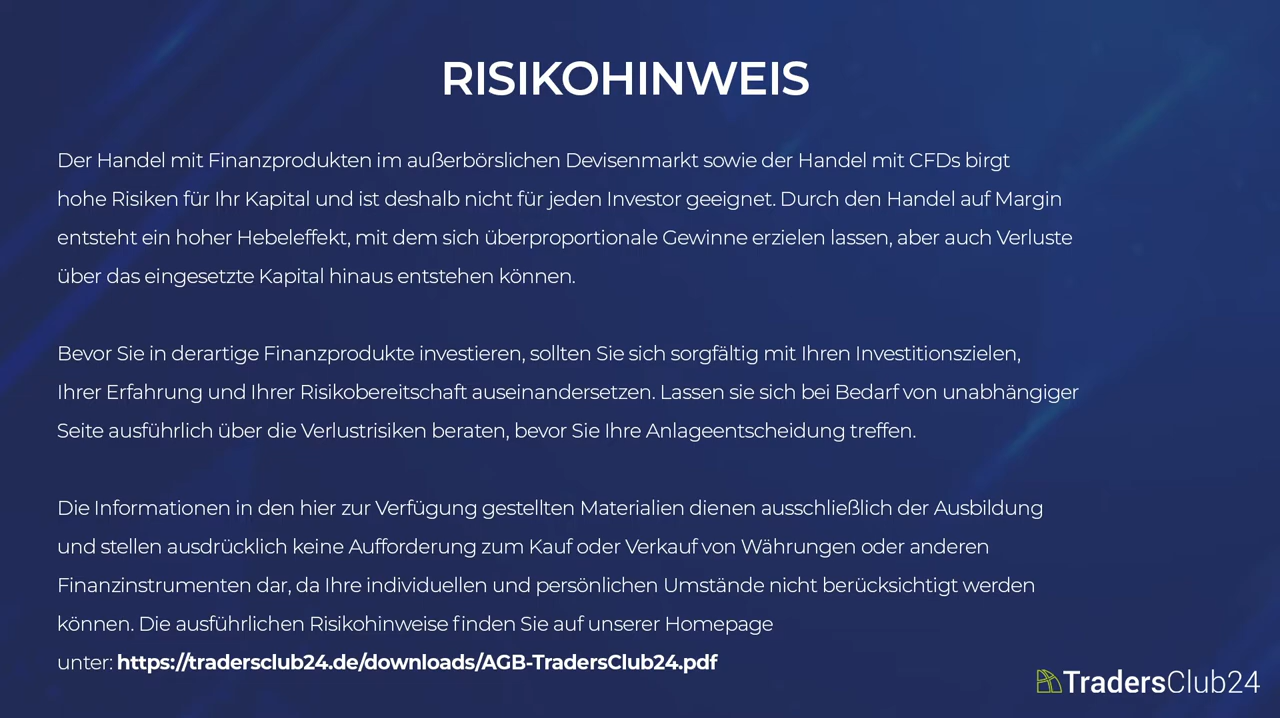 RISIKOHINWEIS
Der Handel mit Finanzprodukten im außerbörslichen Devisenmarkt sowie der Handel mit CFDs birgt
hohe Risiken für Ihr Kapital und ist deshalb nicht für jeden Investor geeignet. Durch den Handel auf Margin
entsteht ein hoher Hebeleffekt, mit dem sich überproportionale Gewinne erzielen lassen, aber auch Verluste
über das eingesetzte Kapital hinaus entstehen können.
Bevor Sie in derartige Finanzprodukte investieren, sollten Sie sich sorgfältig mit Ihren Investitionszielen,
Ihrer Erfahrung und Ihrer Risikobereitschaft auseinandersetzen. Lassen sie sich bei Bedarf von unabhängiger
Seite ausführlich über die Verlustrisiken beraten, bevor Sie Ihre Anlageentscheidung treffen.
Die Informationen in den hier zur Verfügung gestellten Materialien dienen ausschließlich der Ausbildung
und stellen ausdrücklich keine Aufforderung zum Kauf oder Verkauf von Währungen oder anderen
Finanzinstrumenten dar, da Ihre individuellen und persönlichen Umstände nicht berücksichtigt werden
können. Die ausführlichen Risikohinweise finden Sie auf unserer Homepage
unter: https://tradersclub24.de/downloads/AGB-TradersClub24.pdf
TradersClub24